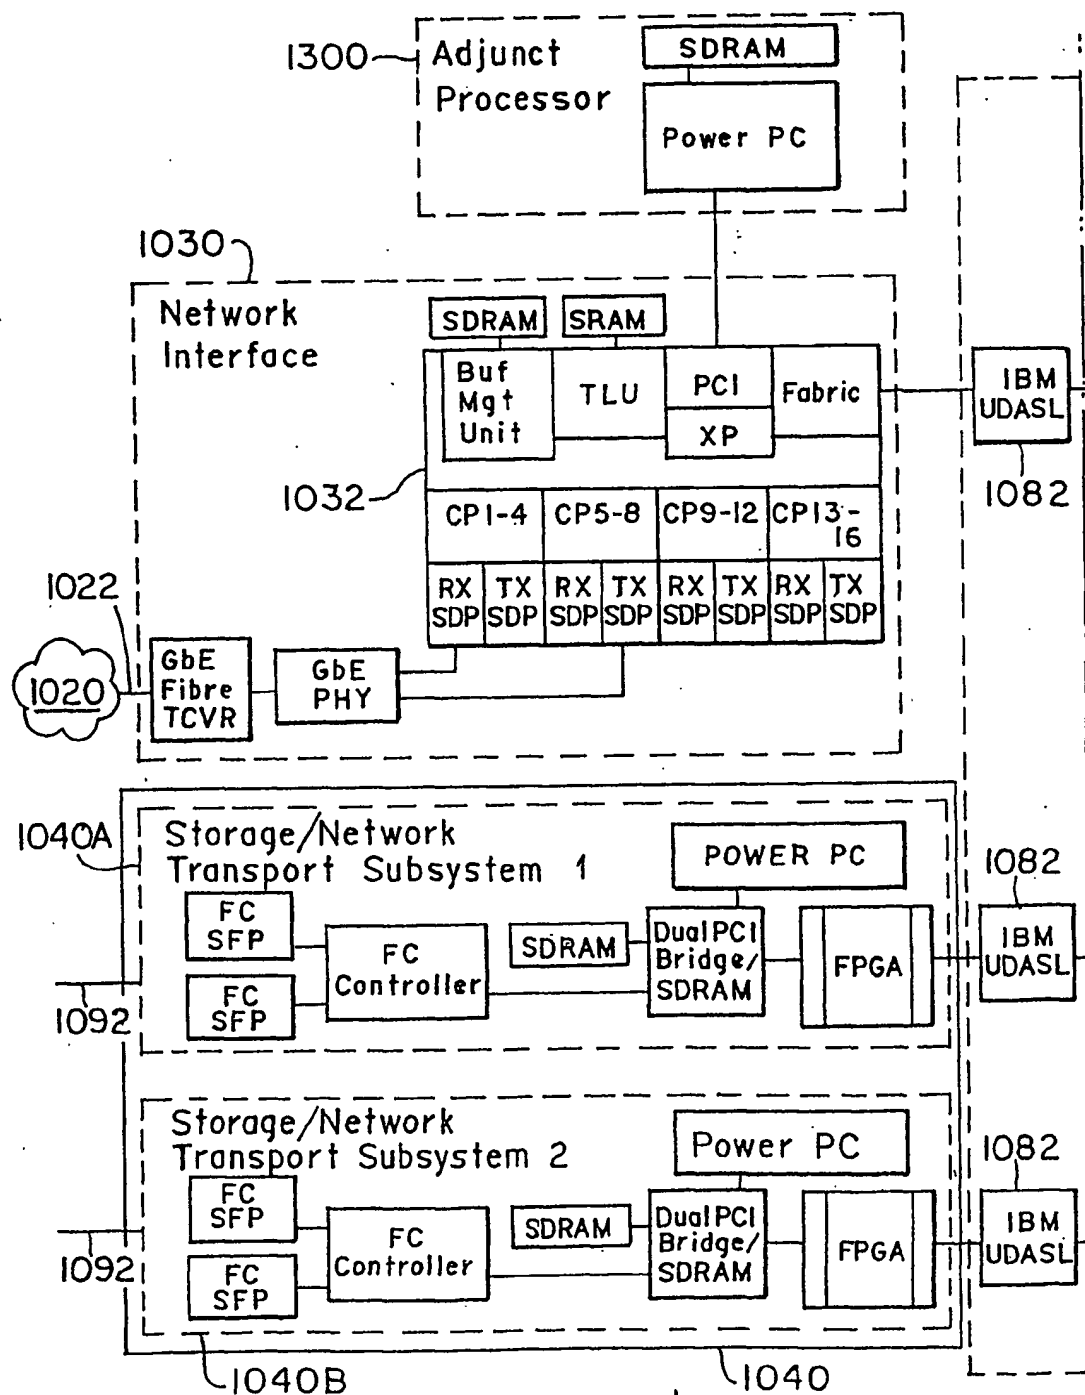 1300
Adjunct
Processor
SDRAM
Power PC
1030
Network
Interface
SDRAM
SRAM
Buf
Mgt
Unit
TLU
PCI
XP
Fabric
IBM
UDASL
1082
1032
CP1-4
CP5-8
CP9-12
CP13-
16
RX
SDP
TX
SDP
RX
SDP
TX
SDP
RX
SDP
TX
SDP
RX
SDP
TX
SDP
1022
1020
GbE
Fibre
TCVR
GbE
PHY
1040A
Storage/Network
Transport Subsystem 1
POWER PC
FC
SFP
FC
SFP
FC
Controller
SDRAM
Dual PCI
Bridge/
SDRAM
FPGA
1082
IBM
UDASL
1092
Storage/Network
Transport Subsystem 2
Power PC
FC
SFP
FC
SFP
FC
Controller
SDRAM
Dual PCI
Bridge/
SDRAM
FPGA
1082
IBM
UDASL
1092
1040B
1040